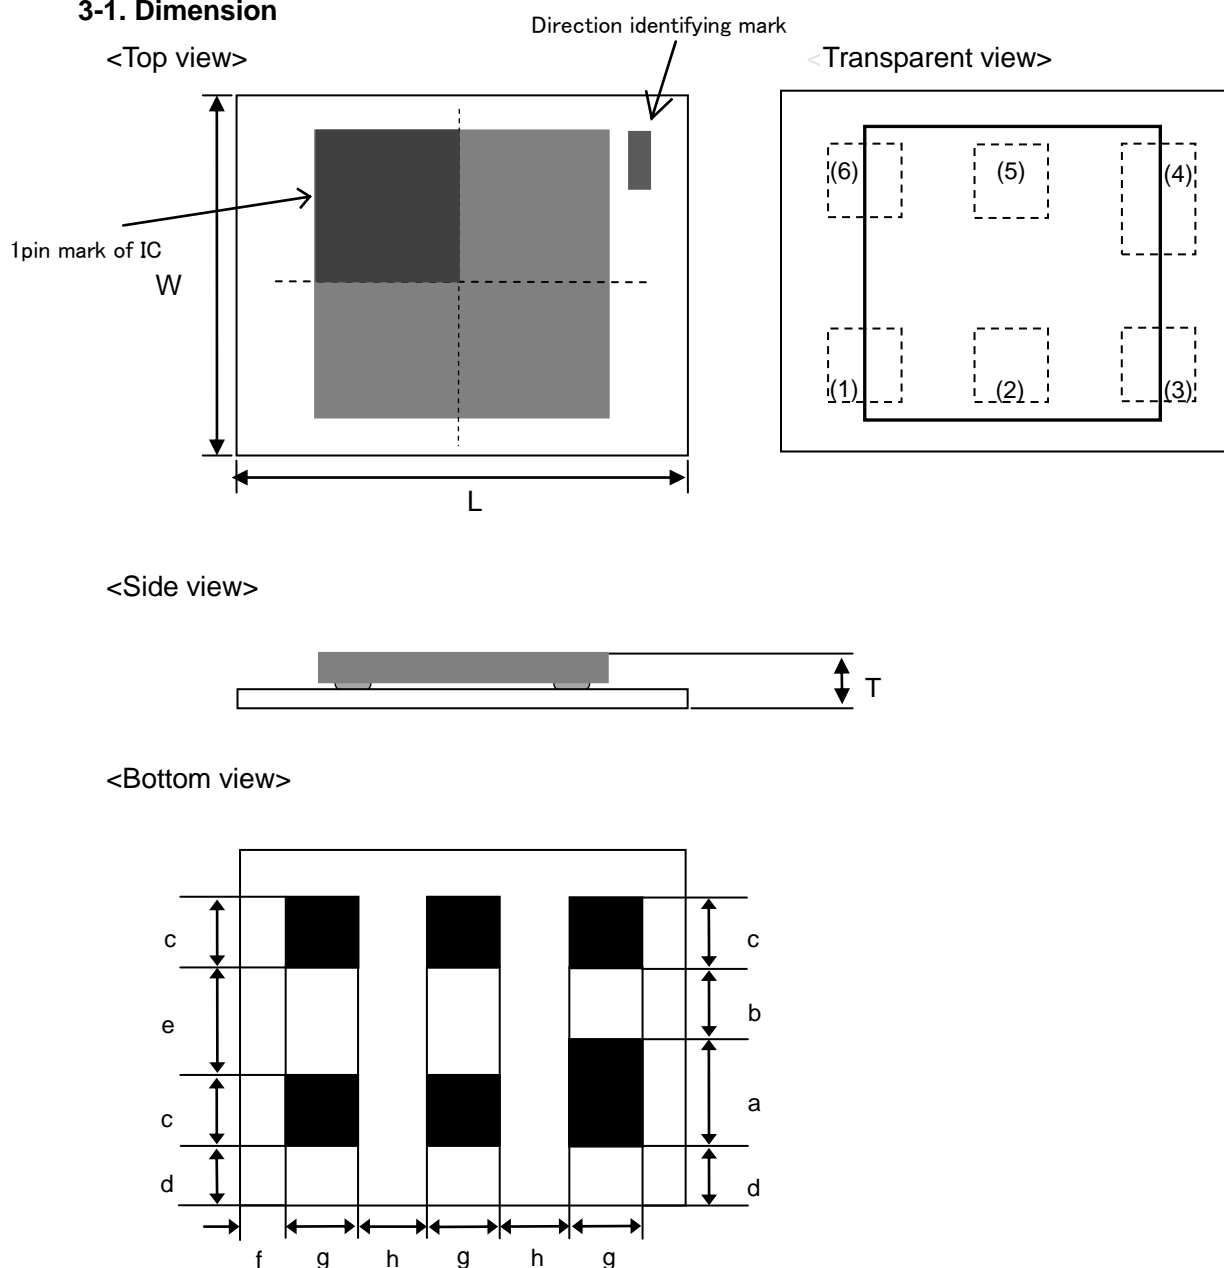 3-1. Dimension
Direction identifying mark
<Top view>
<Transparent view>
1pin mark of IC
W
L
(6)
(5)
(4)
(1)
(2)
(3)
<Side view>
T
<Bottom view>
c
c
e
b
c
a
d
d
f
g
h
g
h
g